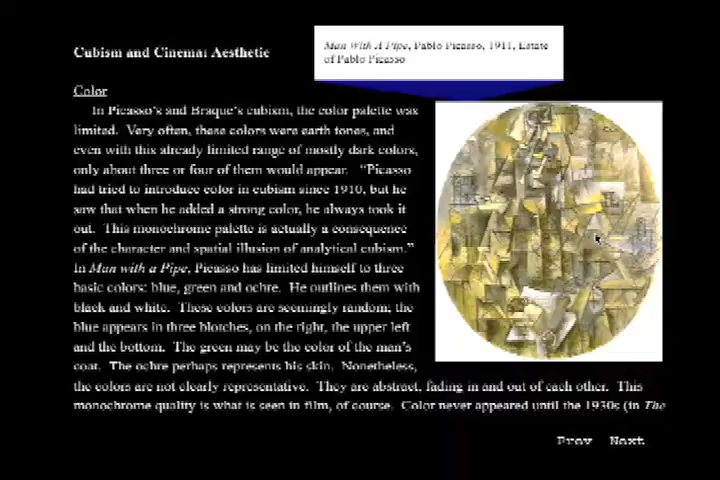 Cubism and Cinema: Aesthetic
Man With A Pipe, Pablo Picasso, 1911, Estate
of Pablo Picasso
Color
In Picasso's and Braque's cubism, the color palette was
limited. Very often, these colors were earth tones, and
even with this already limited range of mostly dark colors,
only about three or four of them would appear. "Picasso
had tried to introduce color in cubism since 1910, but he
saw that when he added a strong color, he always took it
out. This monochrome palette is actually a consequence
of the character and spatial illusion of analytical cubism."
In Man with a Pipe, Picasso has limited himself to three
basic colors: blue, green and ochre. He outlines them with
black and white. These colors are seemingly random; the
blue appears in three blotches, on the right, the upper left
and the bottom. The green may be the color of the man's
coat. The ochre perhaps represents his skin. Nonetheless,
the colors are not clearly representative. They are abstract, fading in and out of each other. This
monochrome quality is what is seen in film, of course. Color never appeared until the 1930s (in The
Prev Next